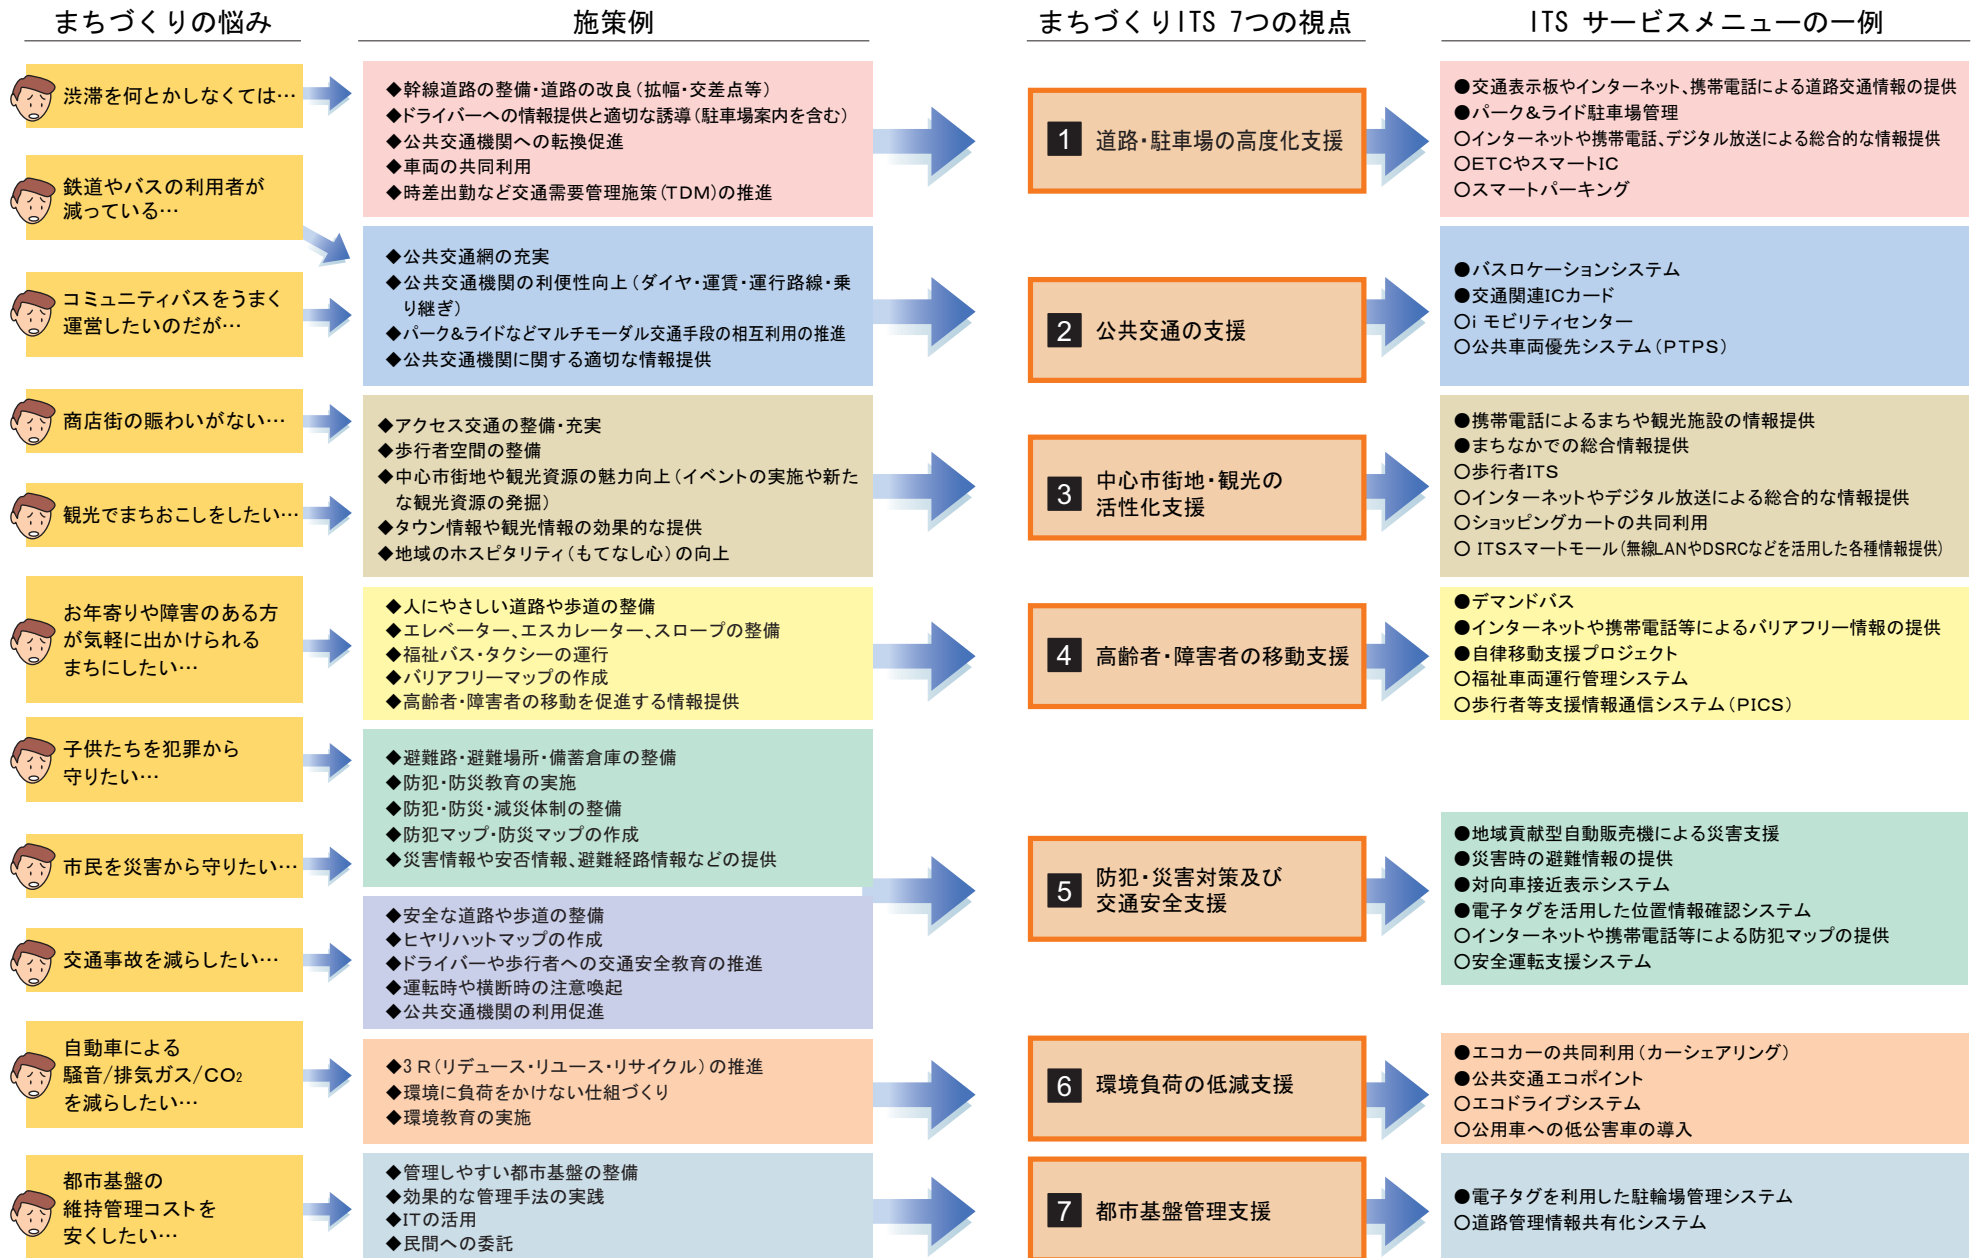 まちづくりの悩み
施策例
まちづくりITS 7つの視点
ITS サービスメニューの一例
渋滞を何とかしなくては…
◆幹線道路の整備・道路の改良(拡幅・交差点等)
◆ドライバーへの情報提供と適切な誘導(駐車場案内を含む)
◆公共交通機関への転換促進
◆車両の共同利用
◆時差出勤など交通需要管理施策(TDM)の推進
1 道路・駐車場の高度化支援
●交通表示板やインターネット、携帯電話による道路交通情報の提供
●パーク&ライド駐車場管理
○インターネットや携帯電話、デジタル放送による総合的な情報提供
○ETCやスマートIC
○スマートパーキング
鉄道やバスの利用者が
減っている…
コミュニティバスをうまく
運営したいのだが…
◆公共交通網の充実
◆公共交通機関の利便性向上(ダイヤ・運賃・運行路線・乗
り継ぎ)
◆パーク&ライドなどマルチモーダル交通手段の相互利用の推進
◆公共交通機関に関する適切な情報提供
2 公共交通の支援
●バスロケーションシステム
●交通関連ICカード
○i モビリティセンター
○公共車両優先システム(PTPS)
商店街の賑わいがない…
観光でまちおこしをしたい…
◆アクセス交通の整備・充実
◆歩行者空間の整備
◆中心市街地や観光資源の魅力向上(イベントの実施や新た
な観光資源の発掘)
◆タウン情報や観光情報の効果的な提供
◆地域のホスピタリティ(もてなし心)の向上
3 中心市街地・観光の
活性化支援
●携帯電話によるまちや観光施設の情報提供
●まちなかでの総合情報提供
○歩行者ITS
○インターネットやデジタル放送による総合的な情報提供
○ショッピングカートの共同利用
○ ITSスマートモール(無線LANやDSRCなどを活用した各種情報提供)
お年寄りや障害のある方
が気軽に出かけられる
まちにしたい…
◆人にやさしい道路や歩道の整備
◆エレベーター、エスカレーター、スロープの整備
◆福祉バス・タクシーの運行
◆バリアフリーマップの作成
◆高齢者・障害者の移動を促進する情報提供
4 高齢者・障害者の移動支援
●デマンドバス
●インターネットや携帯電話等によるバリアフリー情報の提供
●自律移動支援プロジェクト
○福祉車両運行管理システム
○歩行者等支援情報通信システム(PICS)
子供たちを犯罪から
守りたい…
市民を災害から守りたい…
◆避難路・避難場所・備蓄倉庫の整備
◆防犯・防災教育の実施
◆防犯・防災・減災体制の整備
◆防犯マップ・防災マップの作成
◆災害情報や安否情報、避難経路情報などの提供
交通事故を減らしたい…
◆安全な道路や歩道の整備
◆ヒヤリハットマップの作成
◆ドライバーや歩行者への交通安全教育の推進
◆運転時や横断時の注意喚起
◆公共交通機関の利用促進
5 防犯・災害対策及び
交通安全支援
●地域貢献型自動販売機による災害支援
●災害時の避難情報の提供
●対向車接近表示システム
●電子タグを活用した位置情報確認システム
○インターネットや携帯電話等による防犯マップの提供
○安全運転支援システム
自動車による
騒音/排気ガス/CO2
を減らしたい…
◆3R(リデュース・リユース・リサイクル)の推進
◆環境に負荷をかけない仕組づくり
◆環境教育の実施
6 環境負荷の低減支援
●エコカーの共同利用(カーシェアリング)
●公共交通エコポイント
○エコドライブシステム
○公用車への低公害車の導入
都市基盤の
維持管理コストを
安くしたい…
◆管理しやすい都市基盤の整備
◆効果的な管理手法の実践
◆ITの活用
◆民間への委託
7 都市基盤管理支援
●電子タグを利用した駐輪場管理システム
○道路管理情報共有化システム